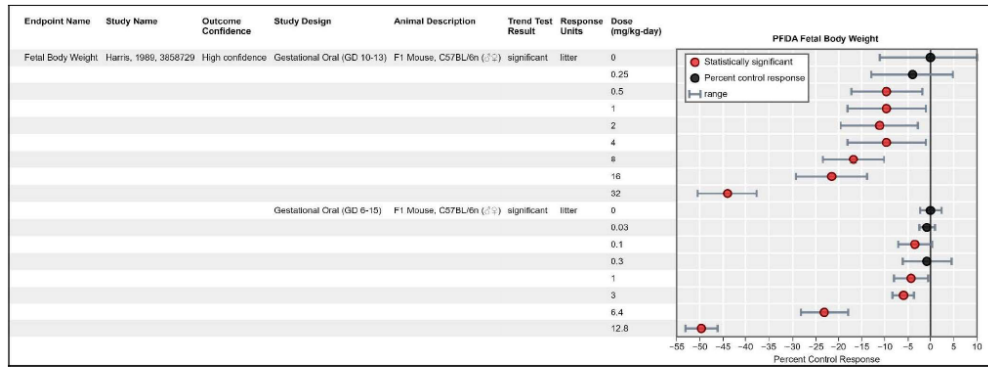 Endpoint Name Study Name Outcome Confidence Study Design Animal Description Trend Test Result Response Units Dose (mg/kg-day)
PFDA Fetal Body Weight
Fetal Body Weight Harris, 1989, 3858729 High confidence Gestational Oral (GD 10-13) F1 Mouse, C57BL/6n (♂♀) significant litter 0
0.25
0.5
1
2
4
8
16
32
Gestational Oral (GD 6-15) F1 Mouse, C57BL/6n (♂♀) significant litter 0
0.03
0.1
0.3
1
3
6.4
12.8
Statistically significant
Percent control response
range
-55 -50 -45 -40 -35 -30 -25 -20 -15 -10 -5 0 5 10
Percent Control Response